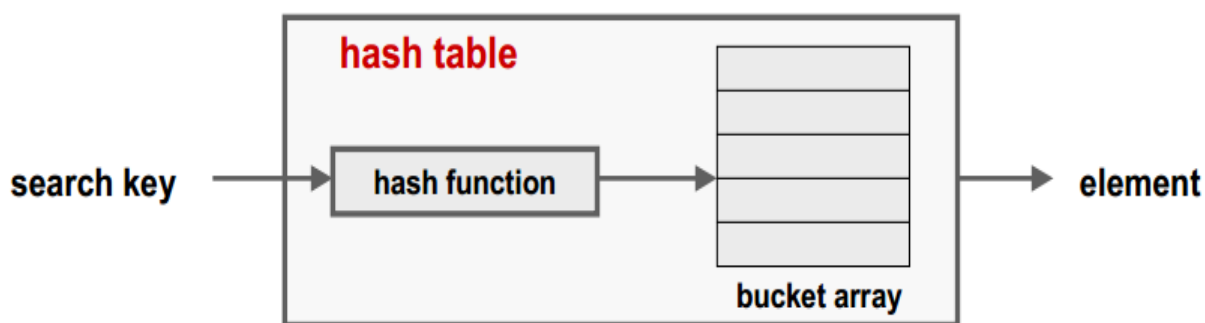 hash table
search key
hash function
element
bucket array